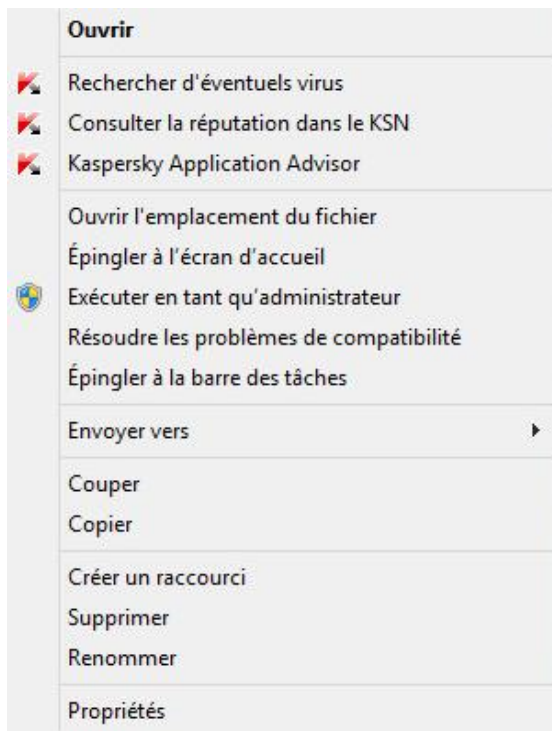 Ouvrir
Rechercher d'éventuels virus
Consulter la réputation dans le KSN
Kaspersky Application Advisor
Ouvrir l'emplacement du fichier
Épingler à l'écran d'accueil
Exécuter en tant qu'administrateur
Résoudre les problèmes de compatibilité
Épingler à la barre des tâches
Envoyer vers
Couper
Copier
Créer un raccourci
Supprimer
Renommer
Propriétés